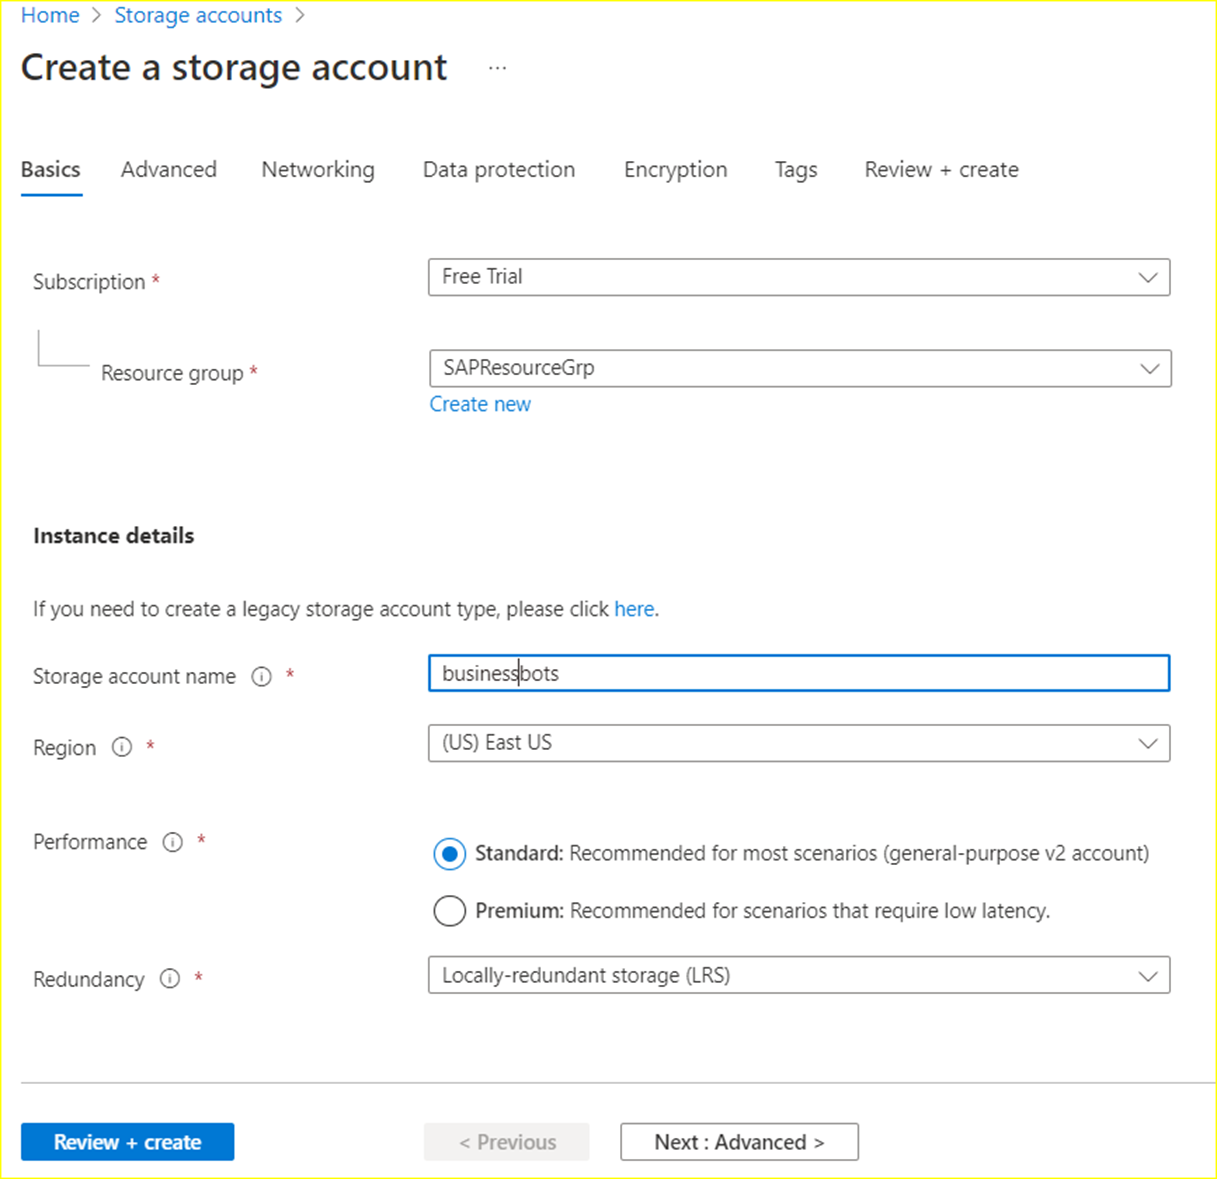 Home > Storage accounts >
Create a storage account ...
Basics Advanced Networking Data protection Encryption Tags Review + create
Subscription * Free Trial
Resource group * SAPResourceGrp
Create new
Instance details
If you need to create a legacy storage account type, please click here.
Storage account name * businessbots
Region * (US) East US
Performance * Standard: Recommended for most scenarios (general-purpose v2 account)
Premium: Recommended for scenarios that require low latency.
Redundancy * Locally-redundant storage (LRS)
Review + create < Previous Next : Advanced >